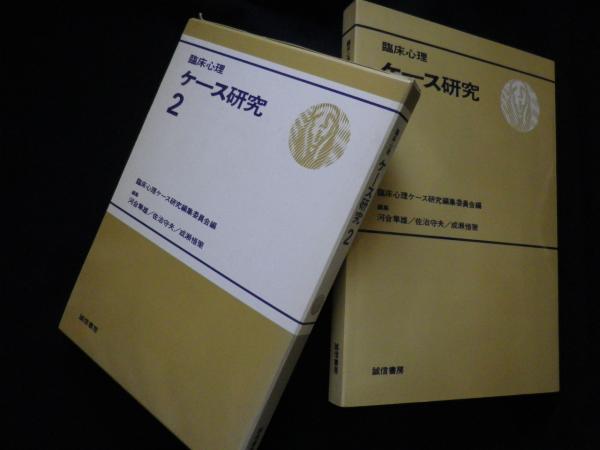 臨床心理
ケース研究
2
臨床心理ケース研究編集委員会編
編集
河合隼雄／佐治守夫／成瀬悟策
誠信書房
ケース研究 2
臨床心理
ケース研究
臨床心理ケース研究編集委員会編
編集
河合隼雄／佐治守夫／成瀬悟策
誠信書房